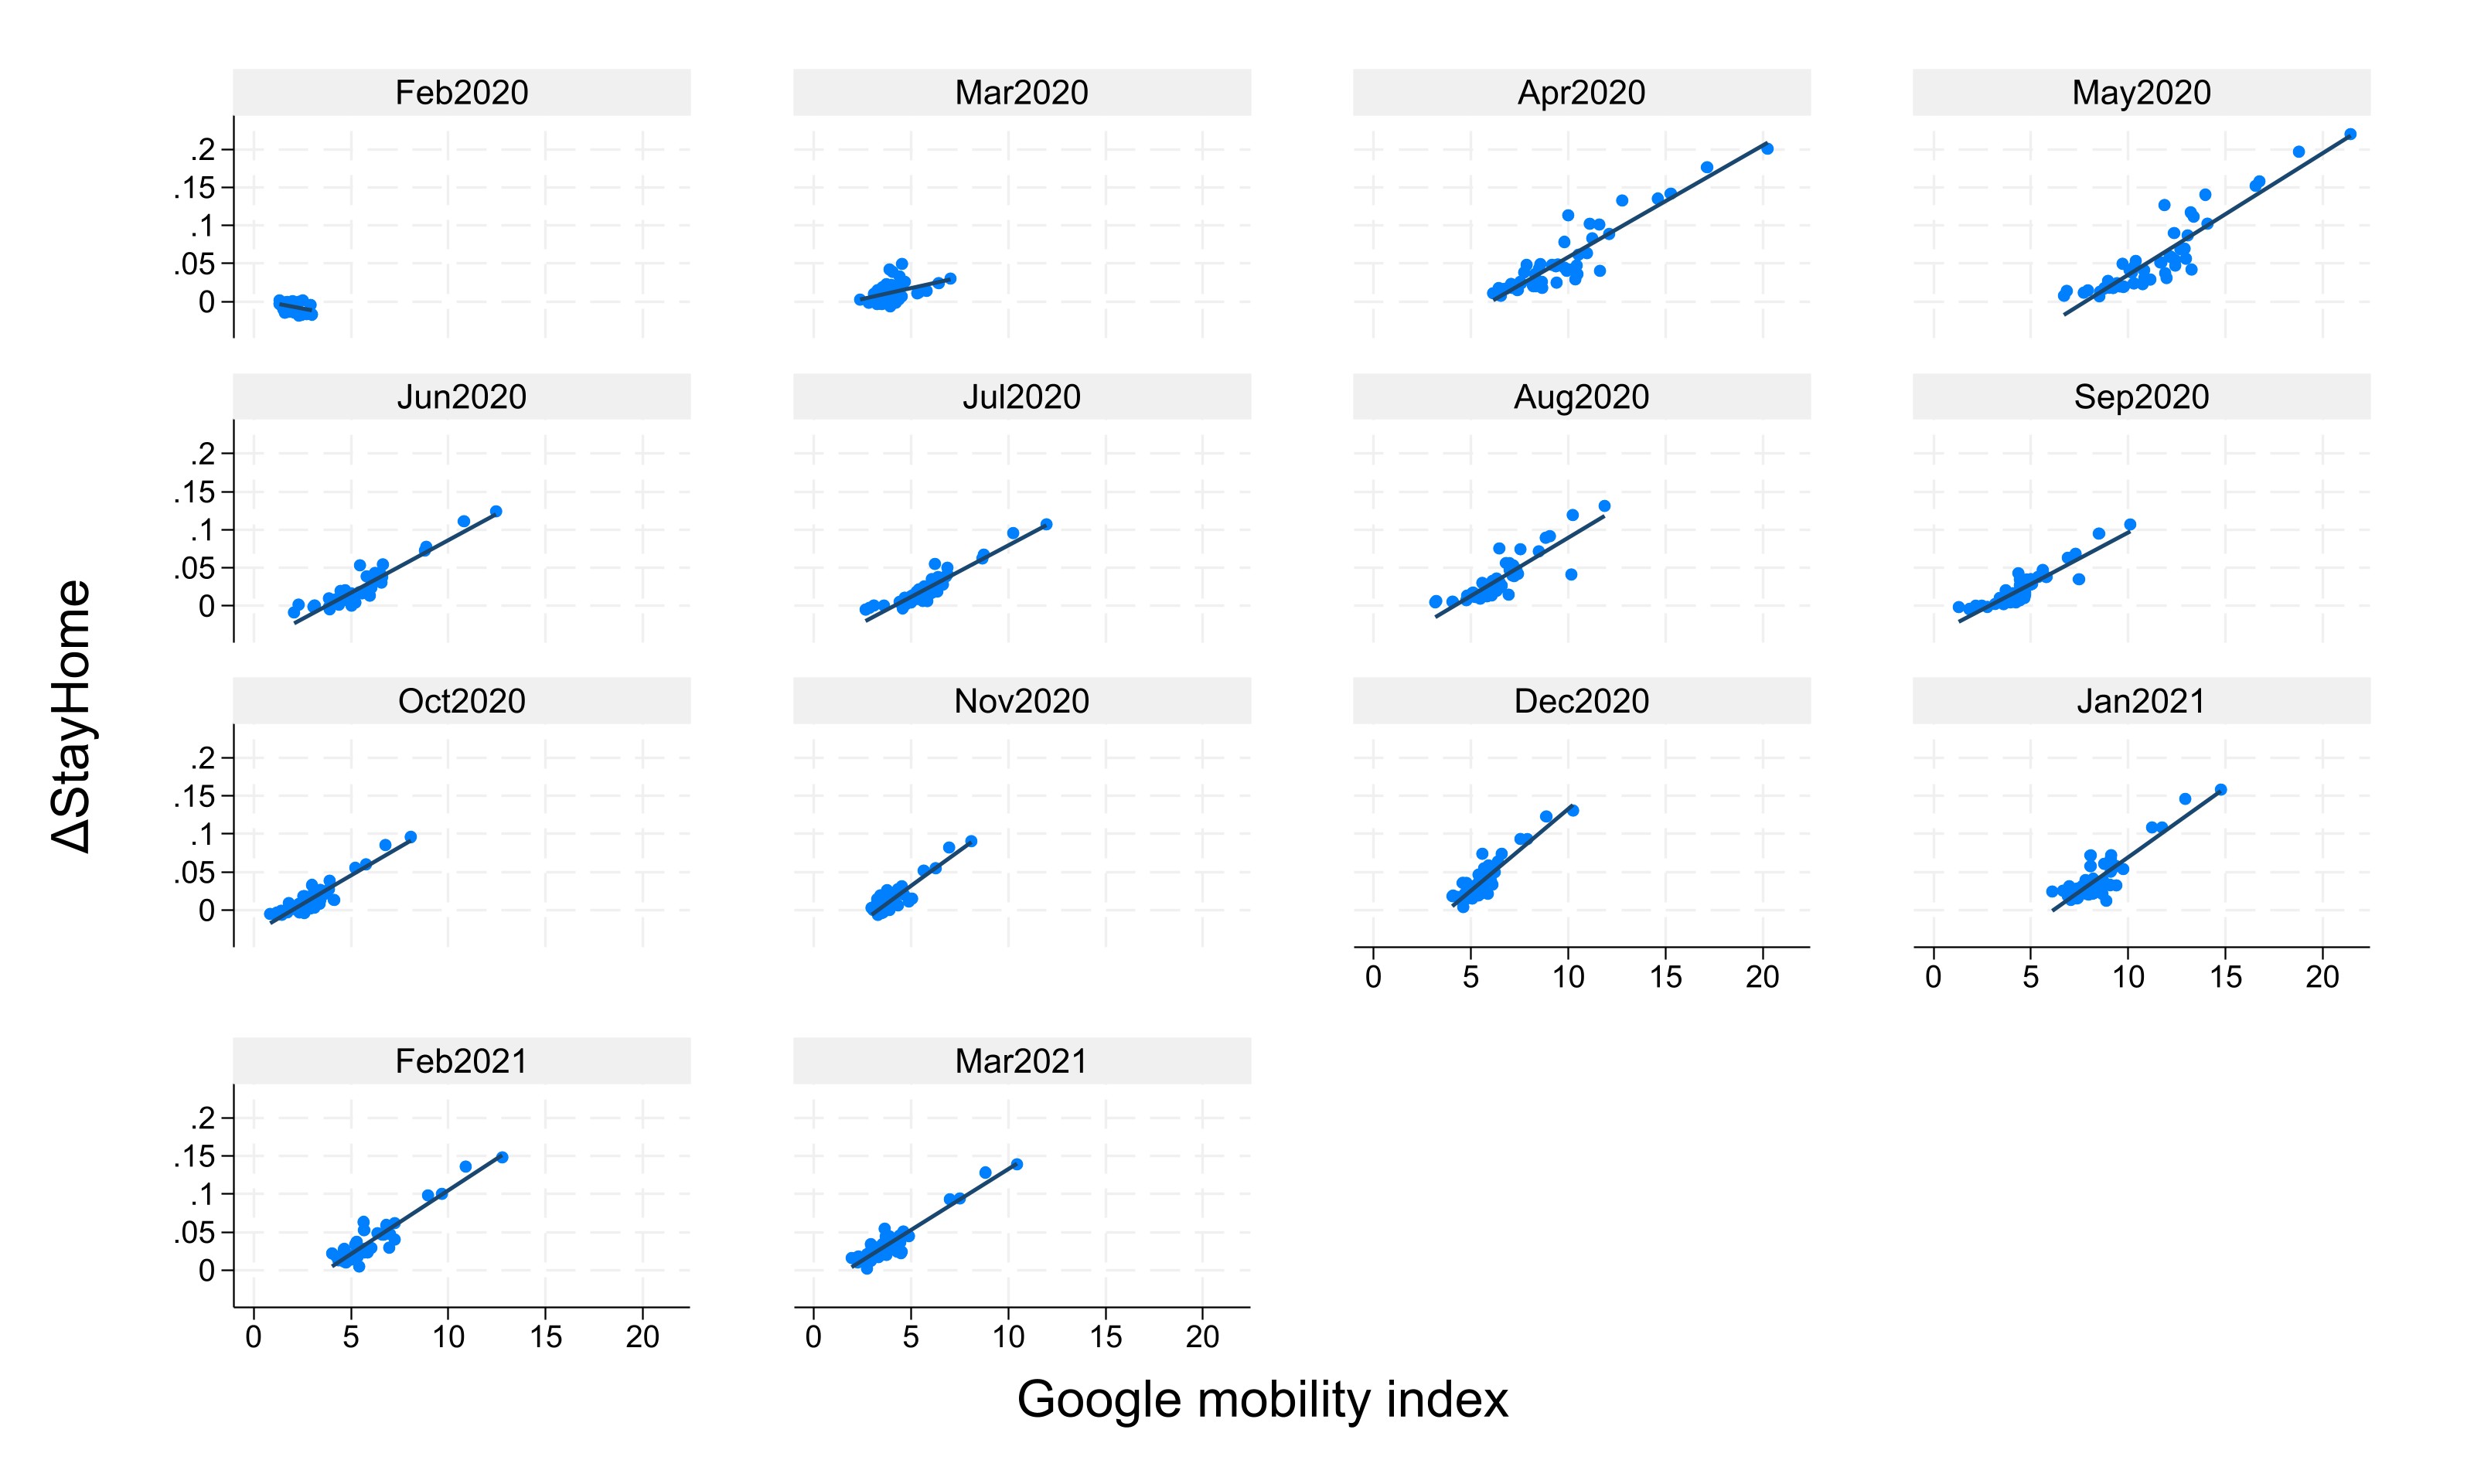 Feb2020 Mar2020 Apr2020 May2020
.2
.15
.1
.05
0
Jun2020 Jul2020 Aug2020 Sep2020
.2
.15
.1
.05
0
Oct2020 Nov2020 Dec2020 Jan2021
.2
.15
.1
.05
0
0 5 10 15 20 0 5 10 15 20
Feb2021 Mar2021
.2
.15
.1
.05
0
0 5 10 15 20 0 5 10 15 20
ΔStayHome
Google mobility index